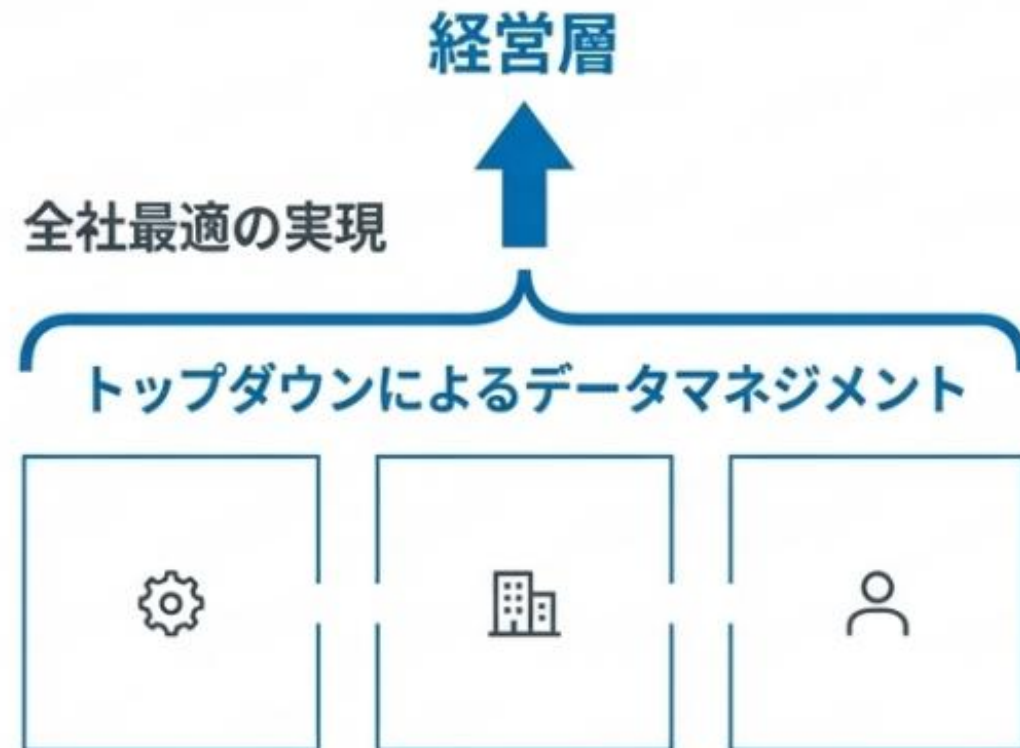 経営層
全社最適の実現
トップダウンによるデータマネジメント